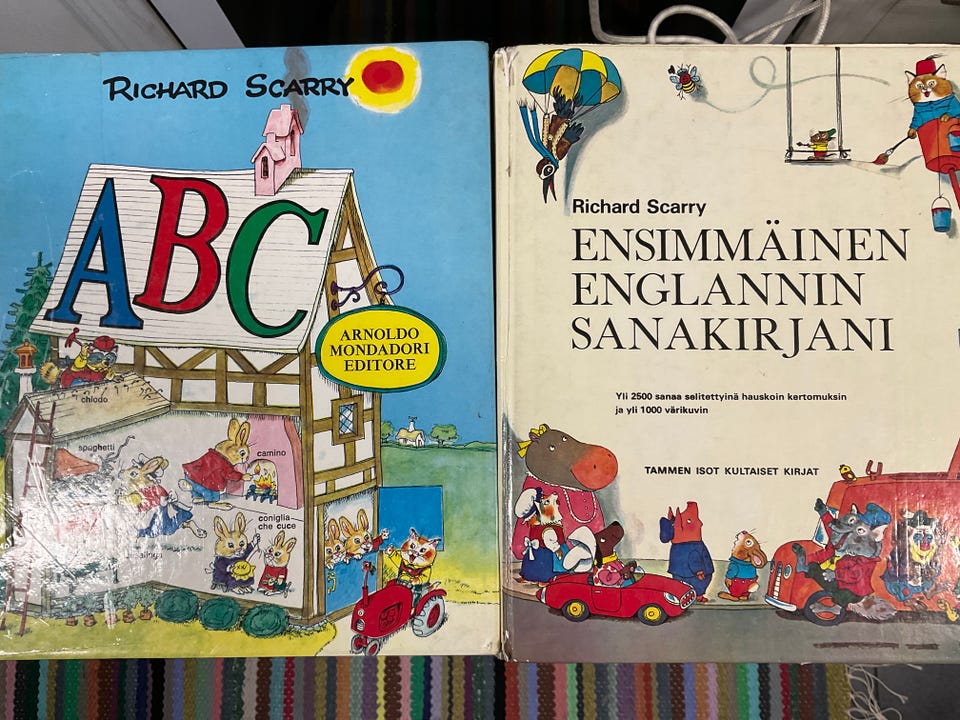 RICHARD SCARRY
ABC
ARNOLDO
MONDADORI
EDITORE
chiodo
spaghetti
camino
coniglia
che cuce
Richard Scarry
ENSIMMÄINEN
ENGLANNIN
SANAKIRJANI
Yli 2500 sanaa selitettyinä hauskoin kertomuksin
ja yli 1000 värikuvin
TAMMEN ISOT KULTAISET KIRJAT